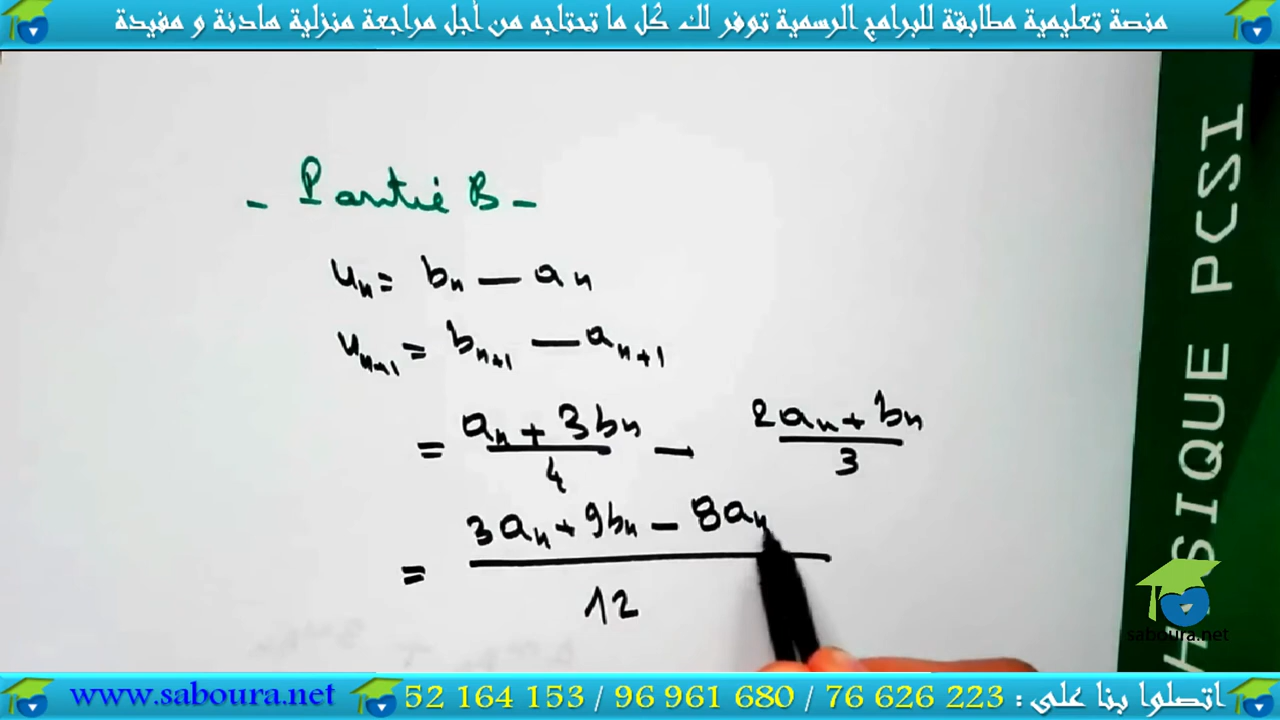 منصة تعليمية مطابقة للبرامج الرسمية توفر لك كل ما تحتاجه من أجل مراجعة منزلية هادئة و مفيدة
- Partie B -
uₙ = bₙ — aₙ
uₙ₊₁ = bₙ₊₁ — aₙ₊₁
= (aₙ + 3bₙ)/4 — (2aₙ + bₙ)/3
= (3aₙ + 9bₙ — 8aₙ)/12
SIQUE PCSI
saboura.net
www.saboura.net 52 164 153 / 96 961 680 / 76 626 223 : اتصلوا بنا على